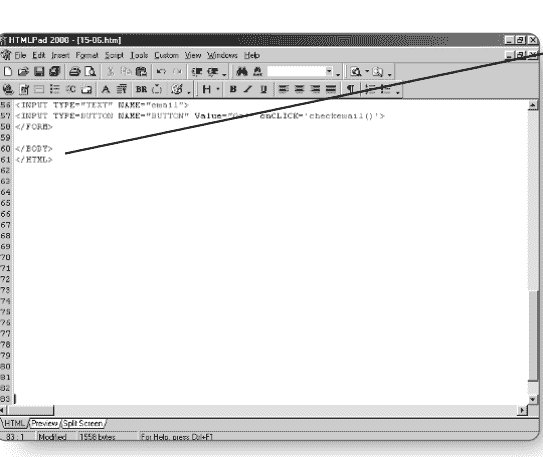 HTMLPad 2000 - [15-06.htm]
File Edit Insert Format Script Tools Custom View Windows Help
BR H B I U
56 <INPUT TYPE="TEXT" NAME="email">
57 <INPUT TYPE=BUTTON NAME="BUTTON" Value= onCLICK='checkemail()'>
58 </FORM>
59
60 </BODY>
61 </HTML>
62
63
64
65
66
67
68
69
70
71
72
73
74
75
76
77
78
79
80
81
82
83
HTML Preview Split Screen
83 : 1 Modified 1558 bytes For Help, press Ctrl+F1